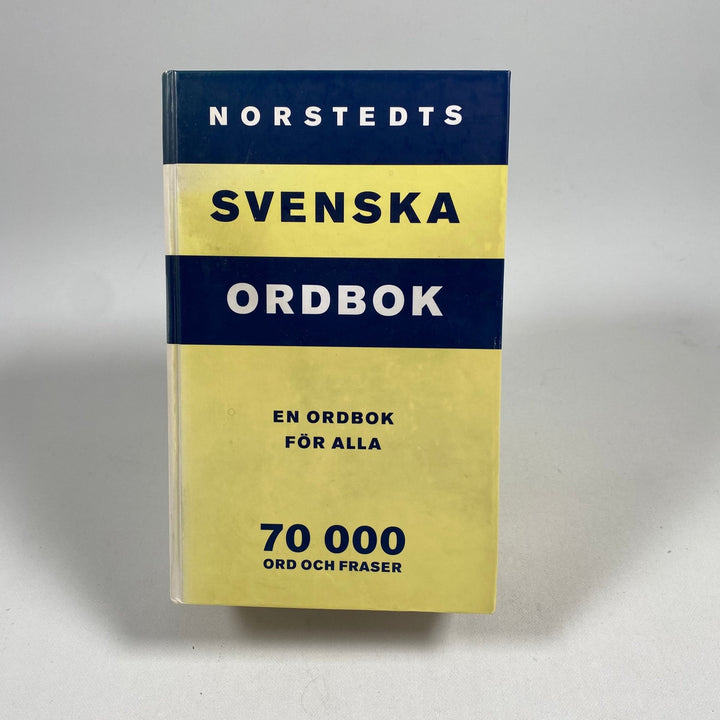 NORSTEDTS
SVENSKA
ORDBOK
EN ORDBOK
FÖR ALLA
70 000
ORD OCH FRASER